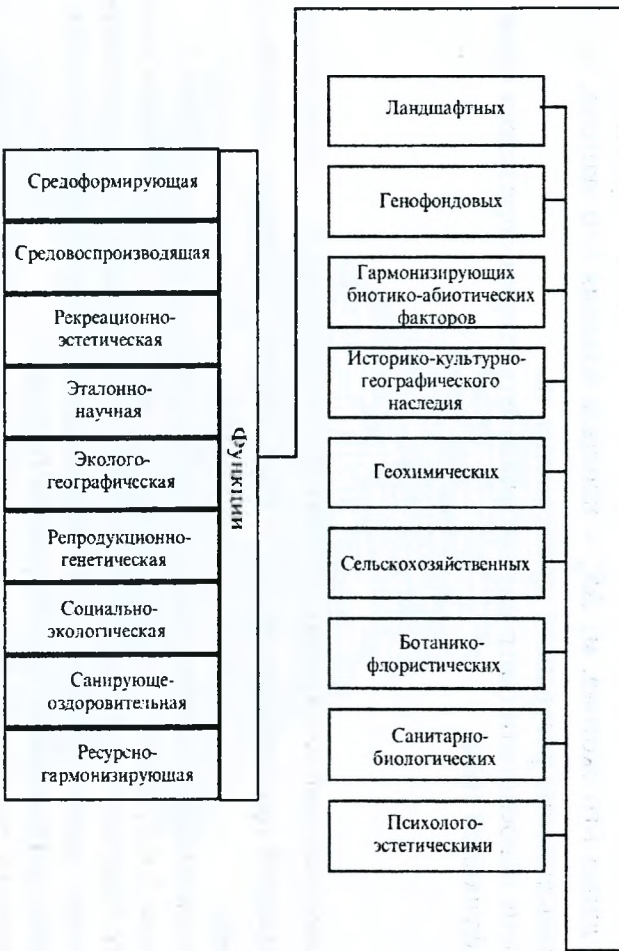 Средоформирующая
Средовоспроизводящая
Рекреационно-
эстетическая
Эталонно-
научная
Эколого-
географическая
Репродукционно-
генетическая
Социально-
экологическая
Санирующе-
оздоровительная
Ресурсно-
гармонизирующая
Функции
Ландшафтных
Генофондовых
Гармонизирующих
биотико-абиотических
факторов
Историко-культурно-
географического
наследия
Геохимических
Сельскохозяйственных
Ботанико-
флористических
Санитарно-
биологических
Психолого-
эстетическими